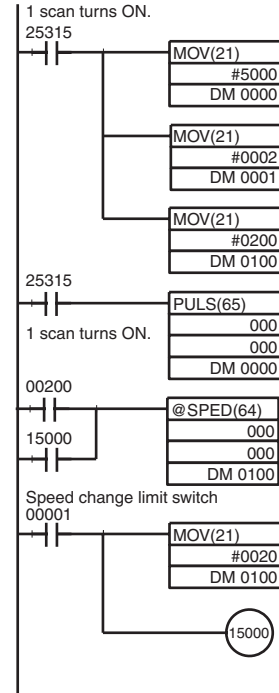 1 scan turns ON.
25315
MOV(21)
#5000
DM 0000
MOV(21)
#0002
DM 0001
MOV(21)
#0200
DM 0100
25315
1 scan turns ON.
PULS(65)
000
000
DM 0000
00200
15000
@SPED(64)
000
000
DM 0100
Speed change limit switch
00001
MOV(21)
#0020
DM 0100
15000